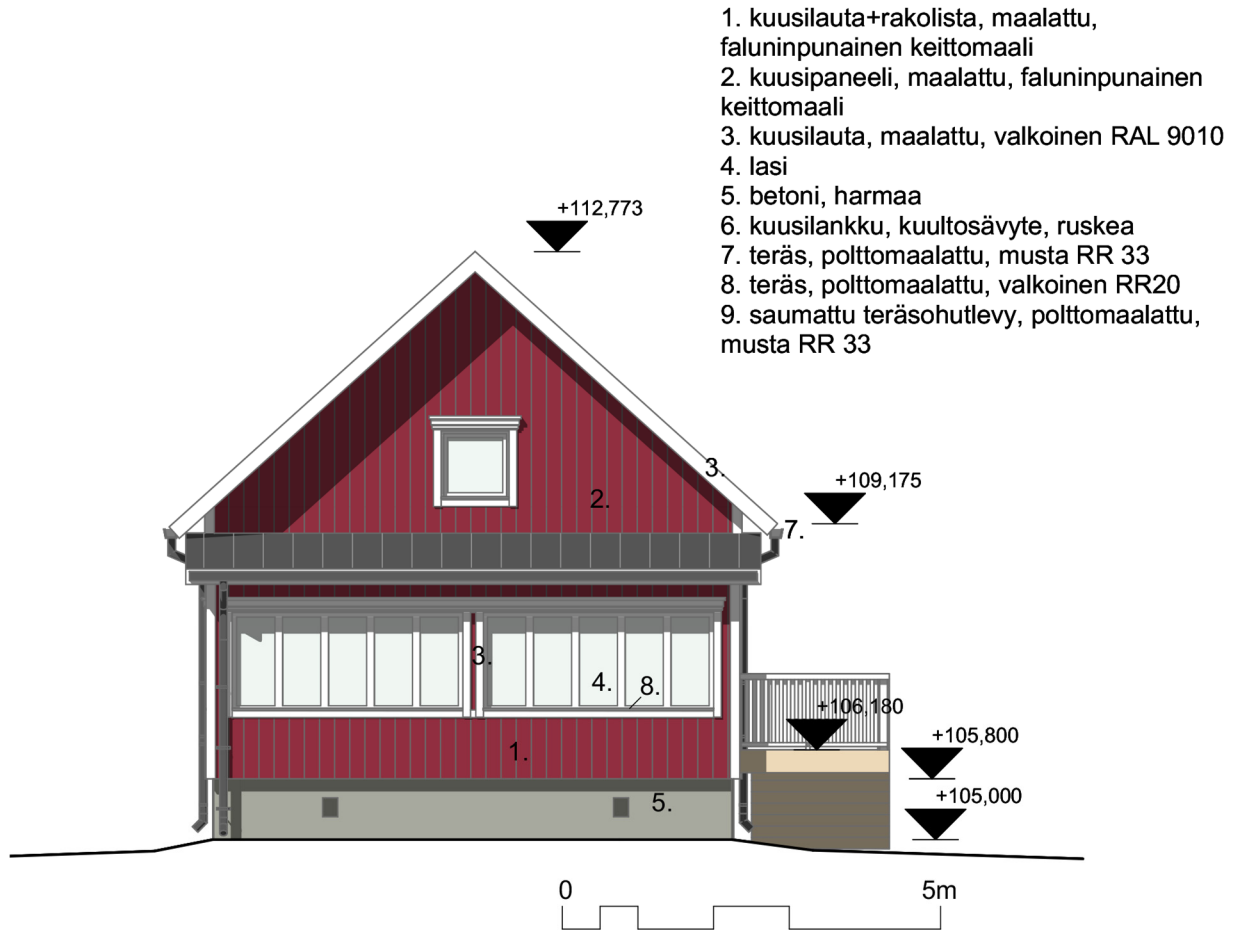 1. kuusilauta+rakolista, maalattu,
faluninpunainen keittomaali
2. kuusipaneeli, maalattu, faluninpunainen
keittomaali
3. kuusilauta, maalattu, valkoinen RAL 9010
4. lasi
5. betoni, harmaa
6. kuusilankku, kuultosävyte, ruskea
7. teräs, polttomaalattu, musta RR 33
8. teräs, polttomaalattu, valkoinen RR20
9. saumattu teräsohutlevy, polttomaalattu,
musta RR 33
+112,773
3.
+109,175
2.
7.
3.
4.
8.
+106,180
+105,800
1.
5.
+105,000
0
5m